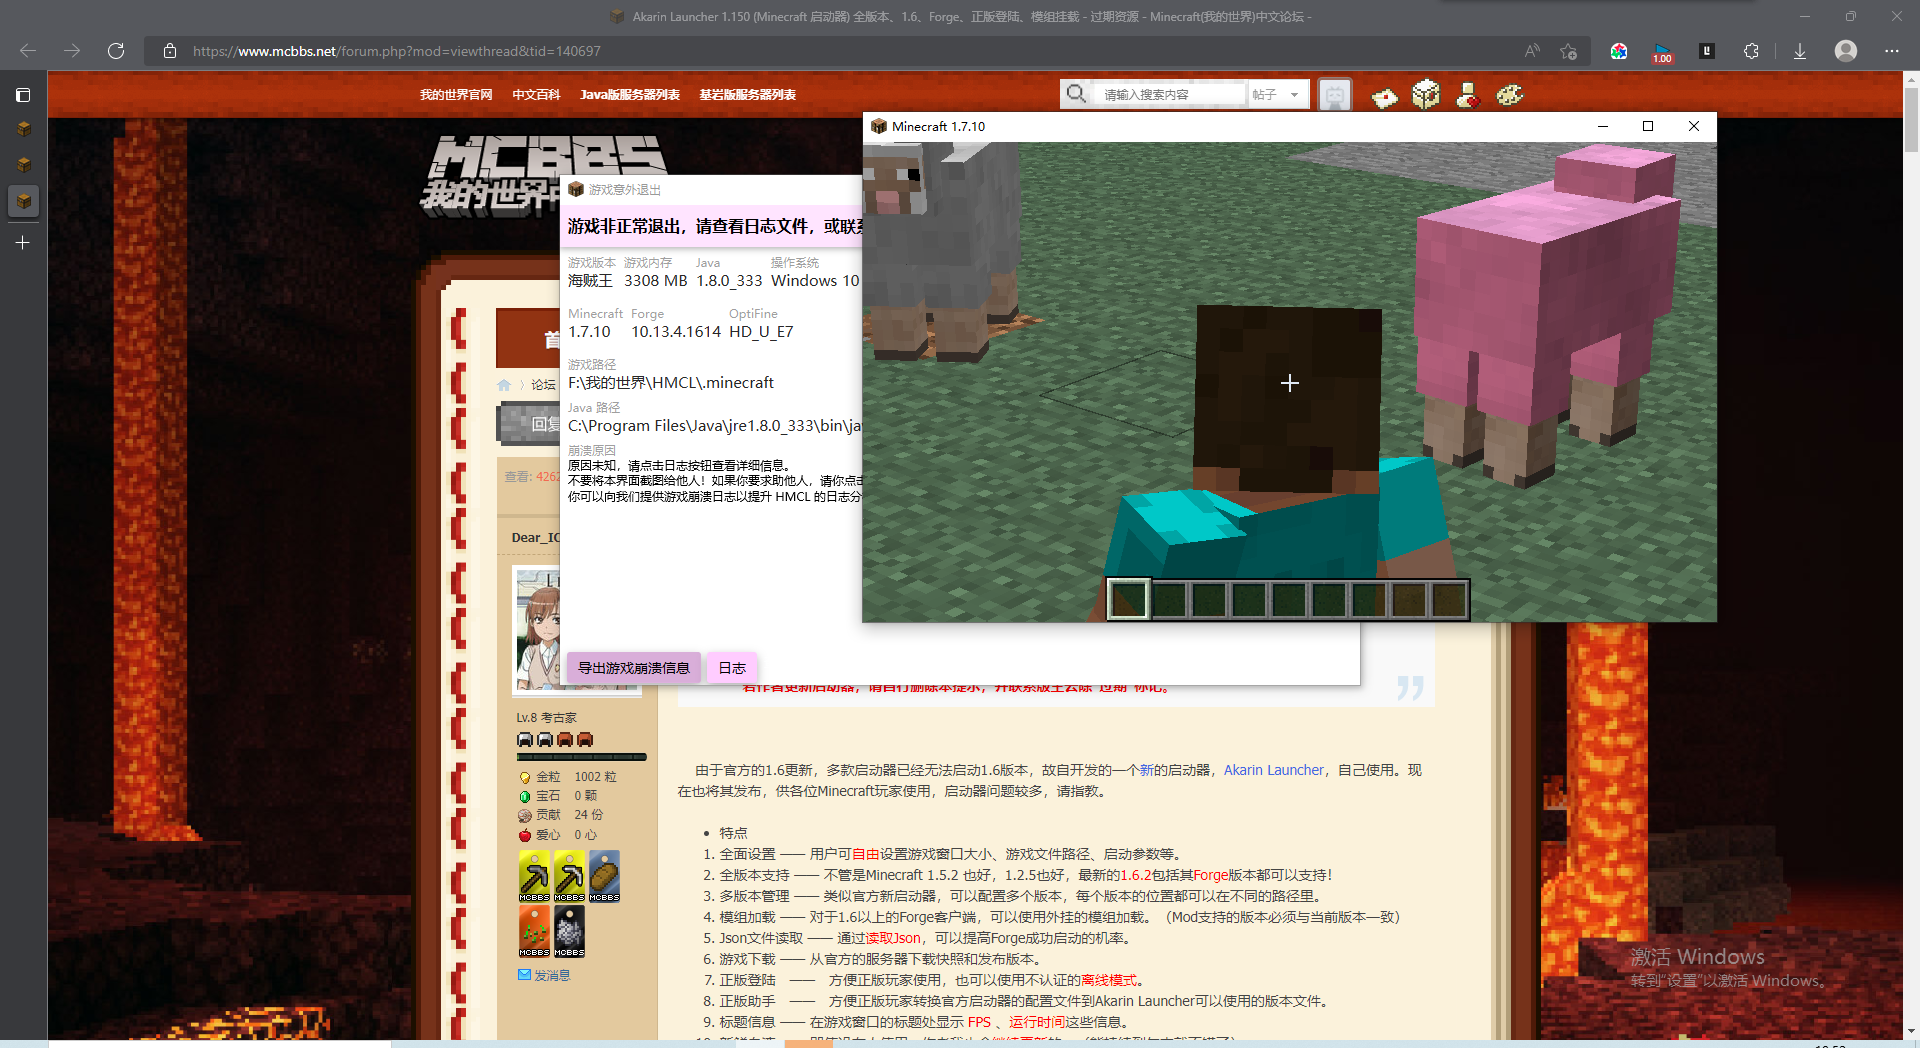 Akarin Launcher 1.150 (Minecraft 启动器) 全版本、1.6、Forge、正版登陆、模组挂载 - 过期资源 - Minecraft(我的世界)中文论坛 -
https://www.mcbbs.net/forum.php?mod=viewthread&tid=140697
1.00
我的世界官网 中文百科 Java版服务器列表 基岩版服务器列表
请输入搜索内容 帖子
MCBBS
我的世界中
Minecraft 1.7.10
游戏意外退出
游戏非正常退出，请查看日志文件，或联系
游戏版本 游戏内存 Java 操作系统
海贼王 3308 MB 1.8.0_333 Windows 10
Minecraft Forge OptiFine
1.7.10 10.13.4.1614 HD_U_E7
游戏路径
F:\我的世界\HMCL\.minecraft
Java 路径
C:\Program Files\Java\jre1.8.0_333\bin\ja
崩溃原因
原因未知，请点击日志按钮查看详细信息。
不要将本界面截图给他人！如果你要求助他人，请你点击
你可以向我们提供游戏崩溃日志以提升 HMCL 的日志分
导出游戏崩溃信息 日志
首
论坛
回复
查看: 4262
Dear_IC
若作者更新启动器，请自行删除本提示，并联系版主去除"过期"标记。
Lv.8 考古家
金粒 1002 粒
宝石 0 颗
贡献 24 份
爱心 0 心
MCBBS MCBBS MCBBS
MCBBS MCBBS
发消息
由于官方的1.6更新，多款启动器已经无法启动1.6版本，故自开发的一个新的启动器，Akarin Launcher，自己使用。现
在也将其发布，供各位Minecraft玩家使用，启动器问题较多，请指教。
特点
1. 全面设置 —— 用户可自由设置游戏窗口大小、游戏文件路径、启动参数等。
2. 全版本支持 —— 不管是Minecraft 1.5.2 也好，1.2.5也好，最新的1.6.2包括其Forge版本都可以支持！
3. 多版本管理 —— 类似官方新启动器，可以配置多个版本，每个版本的位置都可以在不同的路径里。
4. 模组加载 —— 对于1.6以上的Forge客户端，可以使用外挂的模组加载。（Mod支持的版本必须与当前版本一致）
5. Json文件读取 —— 通过读取Json，可以提高Forge成功启动的机率。
6. 游戏下载 —— 从官方的服务器下载快照和发布版本。
7. 正版登陆 —— 方便正版玩家使用，也可以使用不认证的离线模式。
8. 正版助手 —— 方便正版玩家转换官方启动器的配置文件到Akarin Launcher可以使用的版本文件。
9. 标题信息 —— 在游戏窗口的标题处显示 FPS 、运行时间这些信息。
激活 Windows
转到"设置"以激活 Windows。